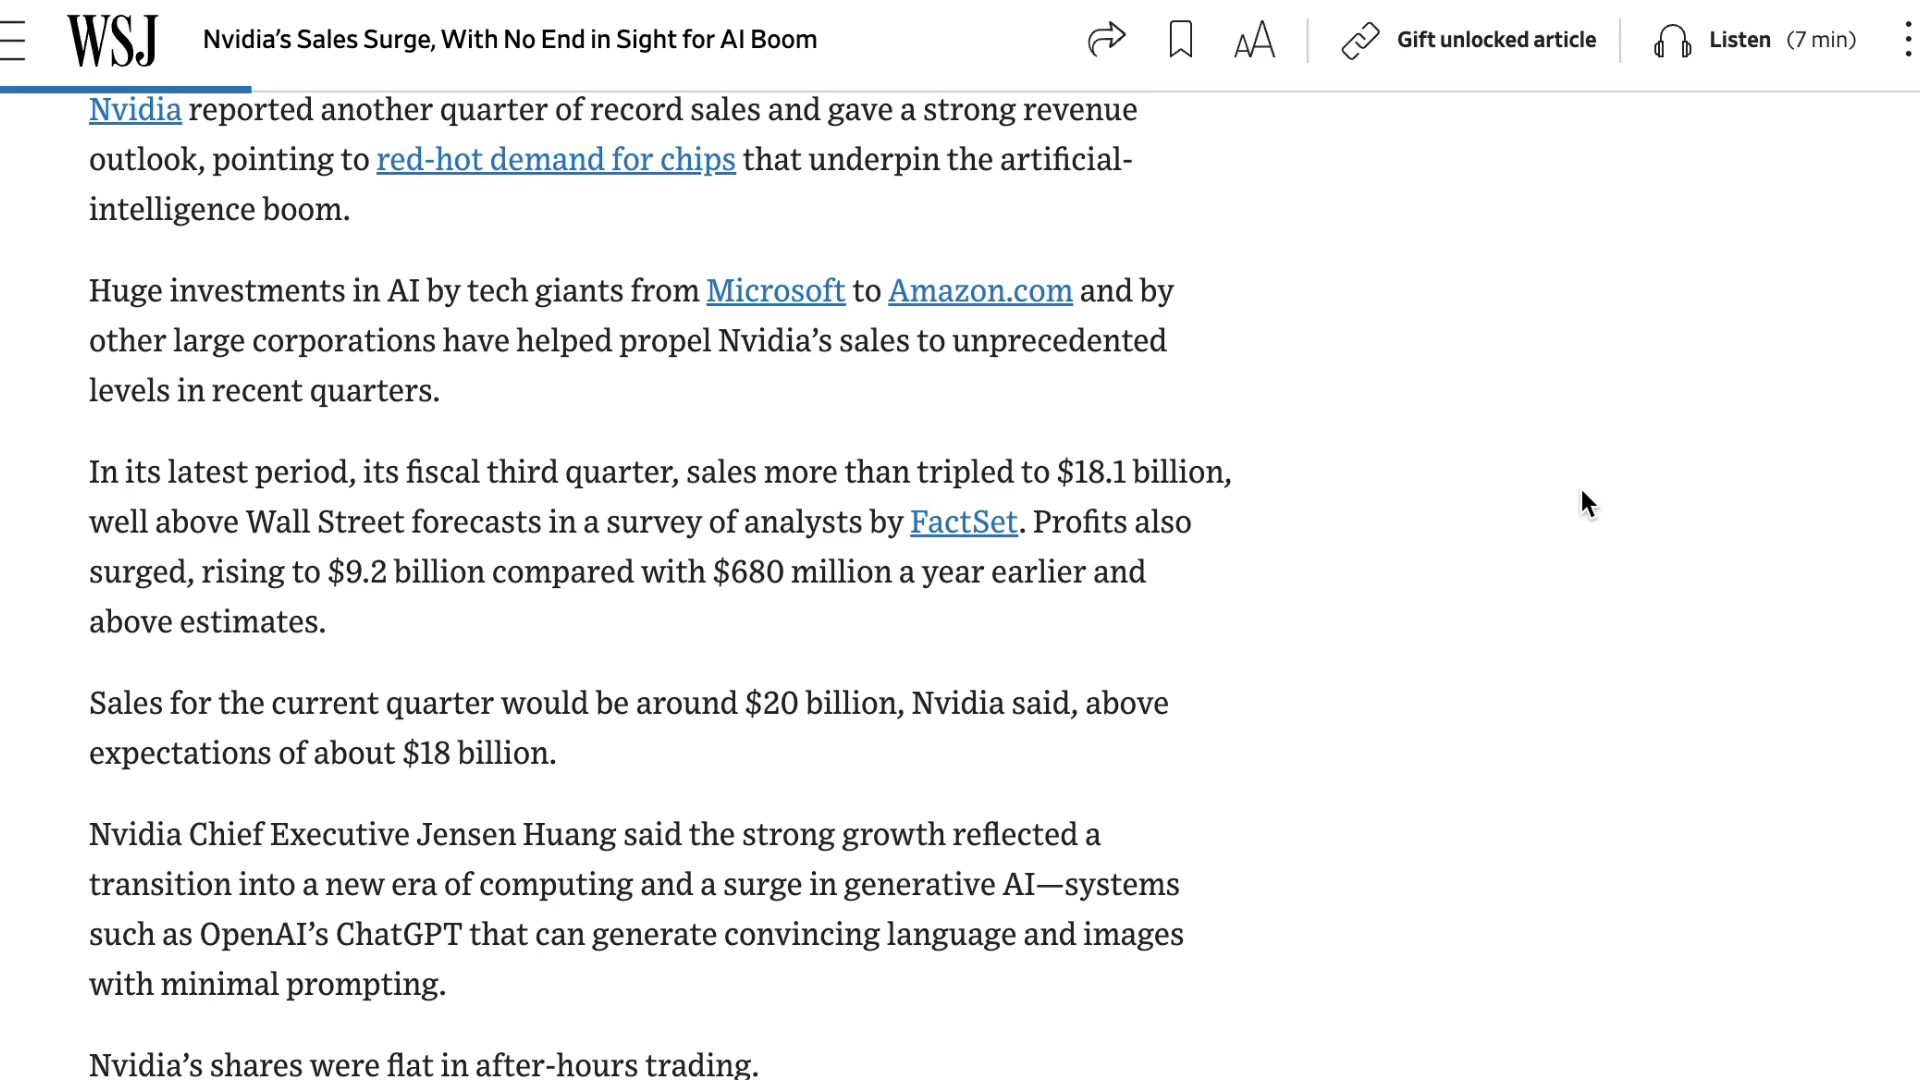 WSJ
Nvidia’s Sales Surge, With No End in Sight for AI Boom
AA
Gift unlocked article
Listen (7 min)
Nvidia reported another quarter of record sales and gave a strong revenue
outlook, pointing to red-hot demand for chips that underpin the artificial-
intelligence boom.
Huge investments in AI by tech giants from Microsoft to Amazon.com and by
other large corporations have helped propel Nvidia’s sales to unprecedented
levels in recent quarters.
In its latest period, its fiscal third quarter, sales more than tripled to $18.1 billion,
well above Wall Street forecasts in a survey of analysts by FactSet. Profits also
surged, rising to $9.2 billion compared with $680 million a year earlier and
above estimates.
Sales for the current quarter would be around $20 billion, Nvidia said, above
expectations of about $18 billion.
Nvidia Chief Executive Jensen Huang said the strong growth reflected a
transition into a new era of computing and a surge in generative AI—systems
such as OpenAI’s ChatGPT that can generate convincing language and images
with minimal prompting.
Nvidia’s shares were flat in after-hours trading.